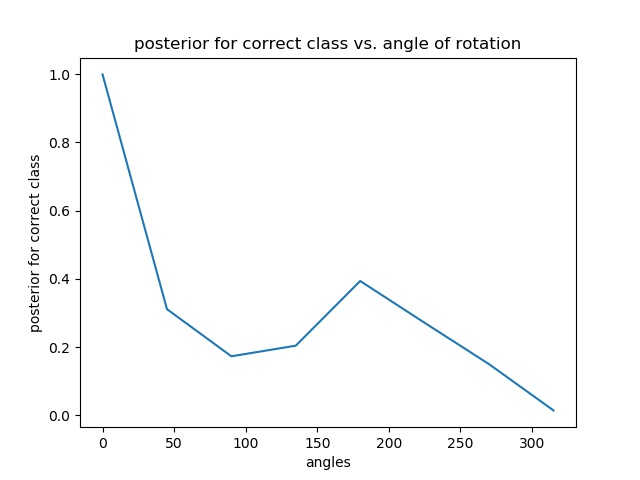 posterior for correct class vs. angle of rotation
posterior for correct class
1.0
0.8
0.6
0.4
0.2
0.0
0 50 100 150 200 250 300
angles